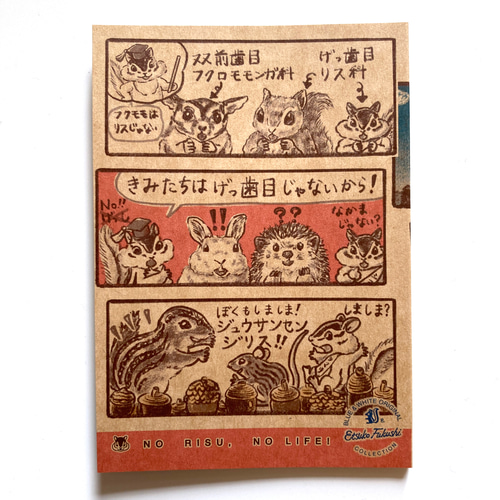 双前歯目
フクロモモンガ科
げっ歯目
リス科
フクモモは
リスじゃない
きみたちは げっ歯目 じゃないから！
No!!
!!
??
なかま
じゃない?
ぼくもしましま！
ジュウサンセン
ジリス!!
しましま?
NO RISU, NO LIFE!
BLUE & WHITE ORIGINAL
Etsuko Fukushi
COLLECTION